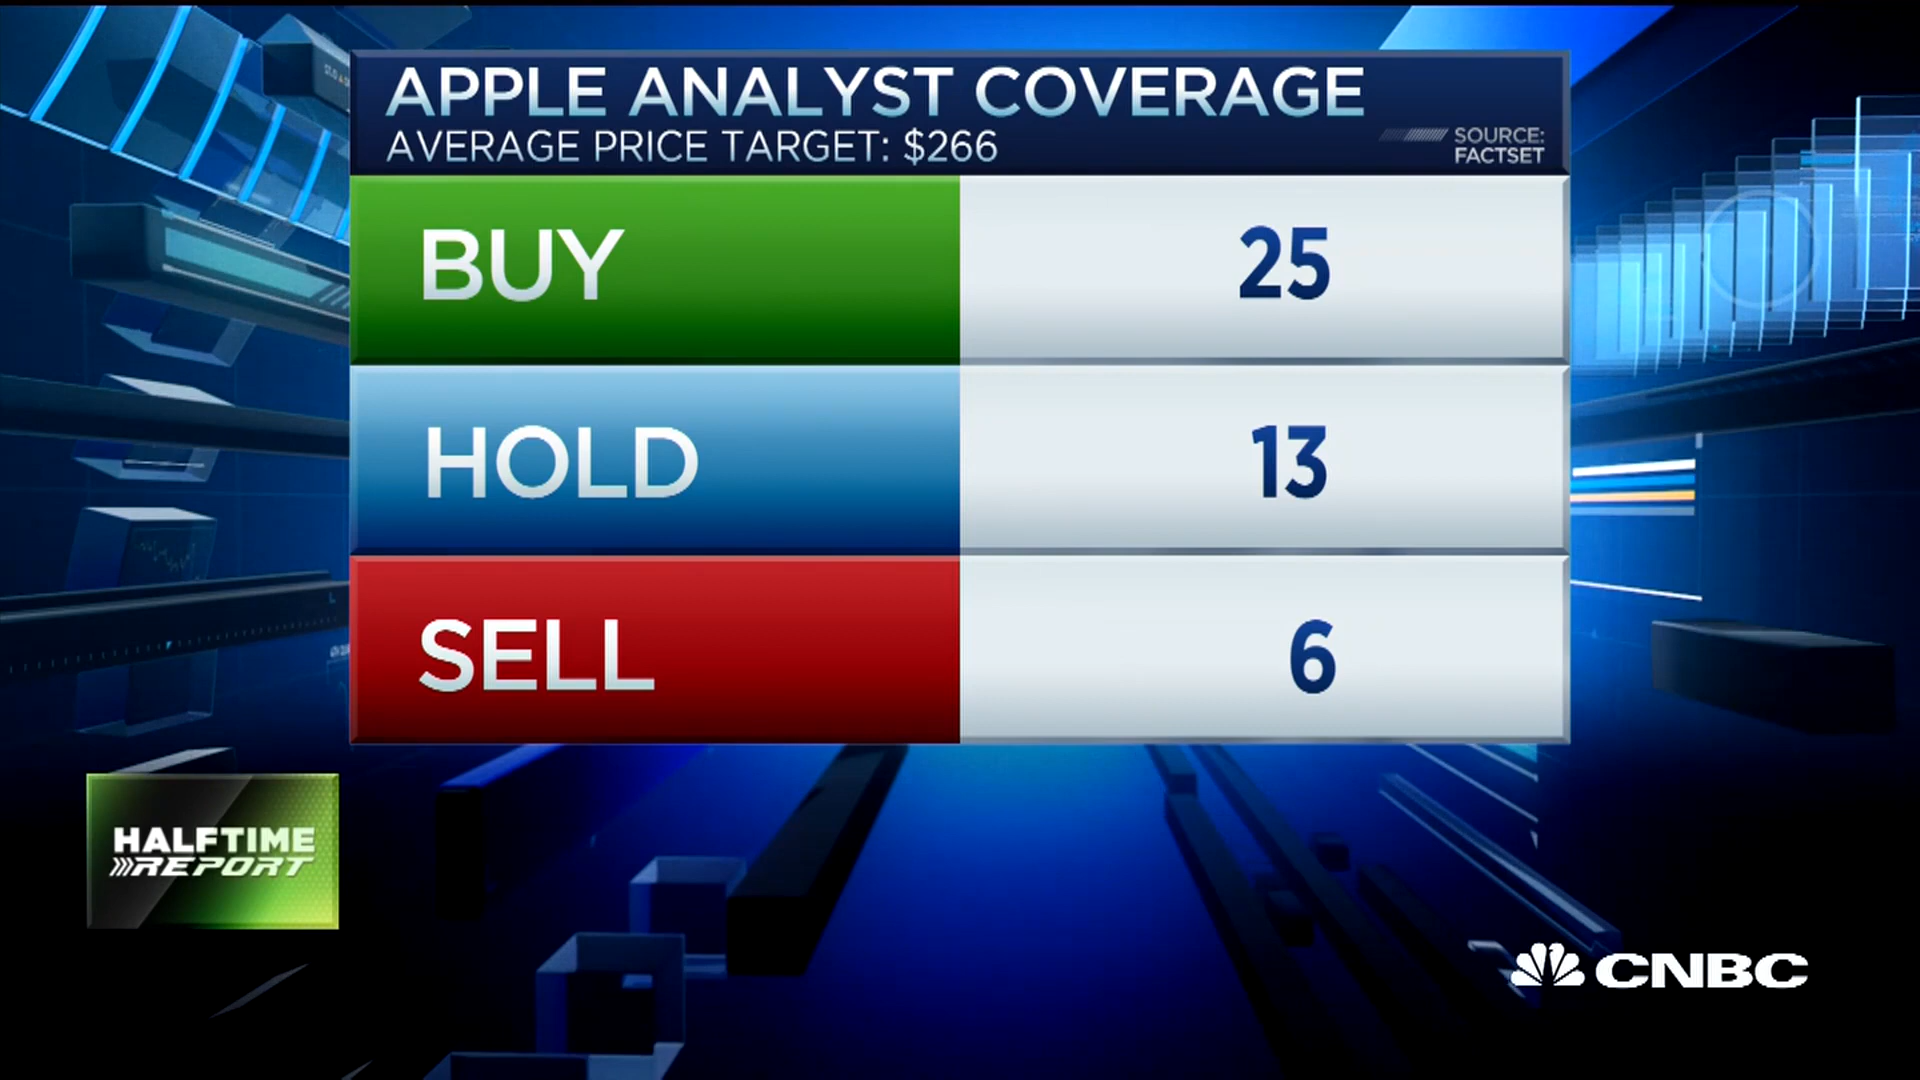 APPLE ANALYST COVERAGE
AVERAGE PRICE TARGET: $266
SOURCE:
FACTSET
BUY 25
HOLD 13
SELL 6
HALFTIME
REPORT
CNBC